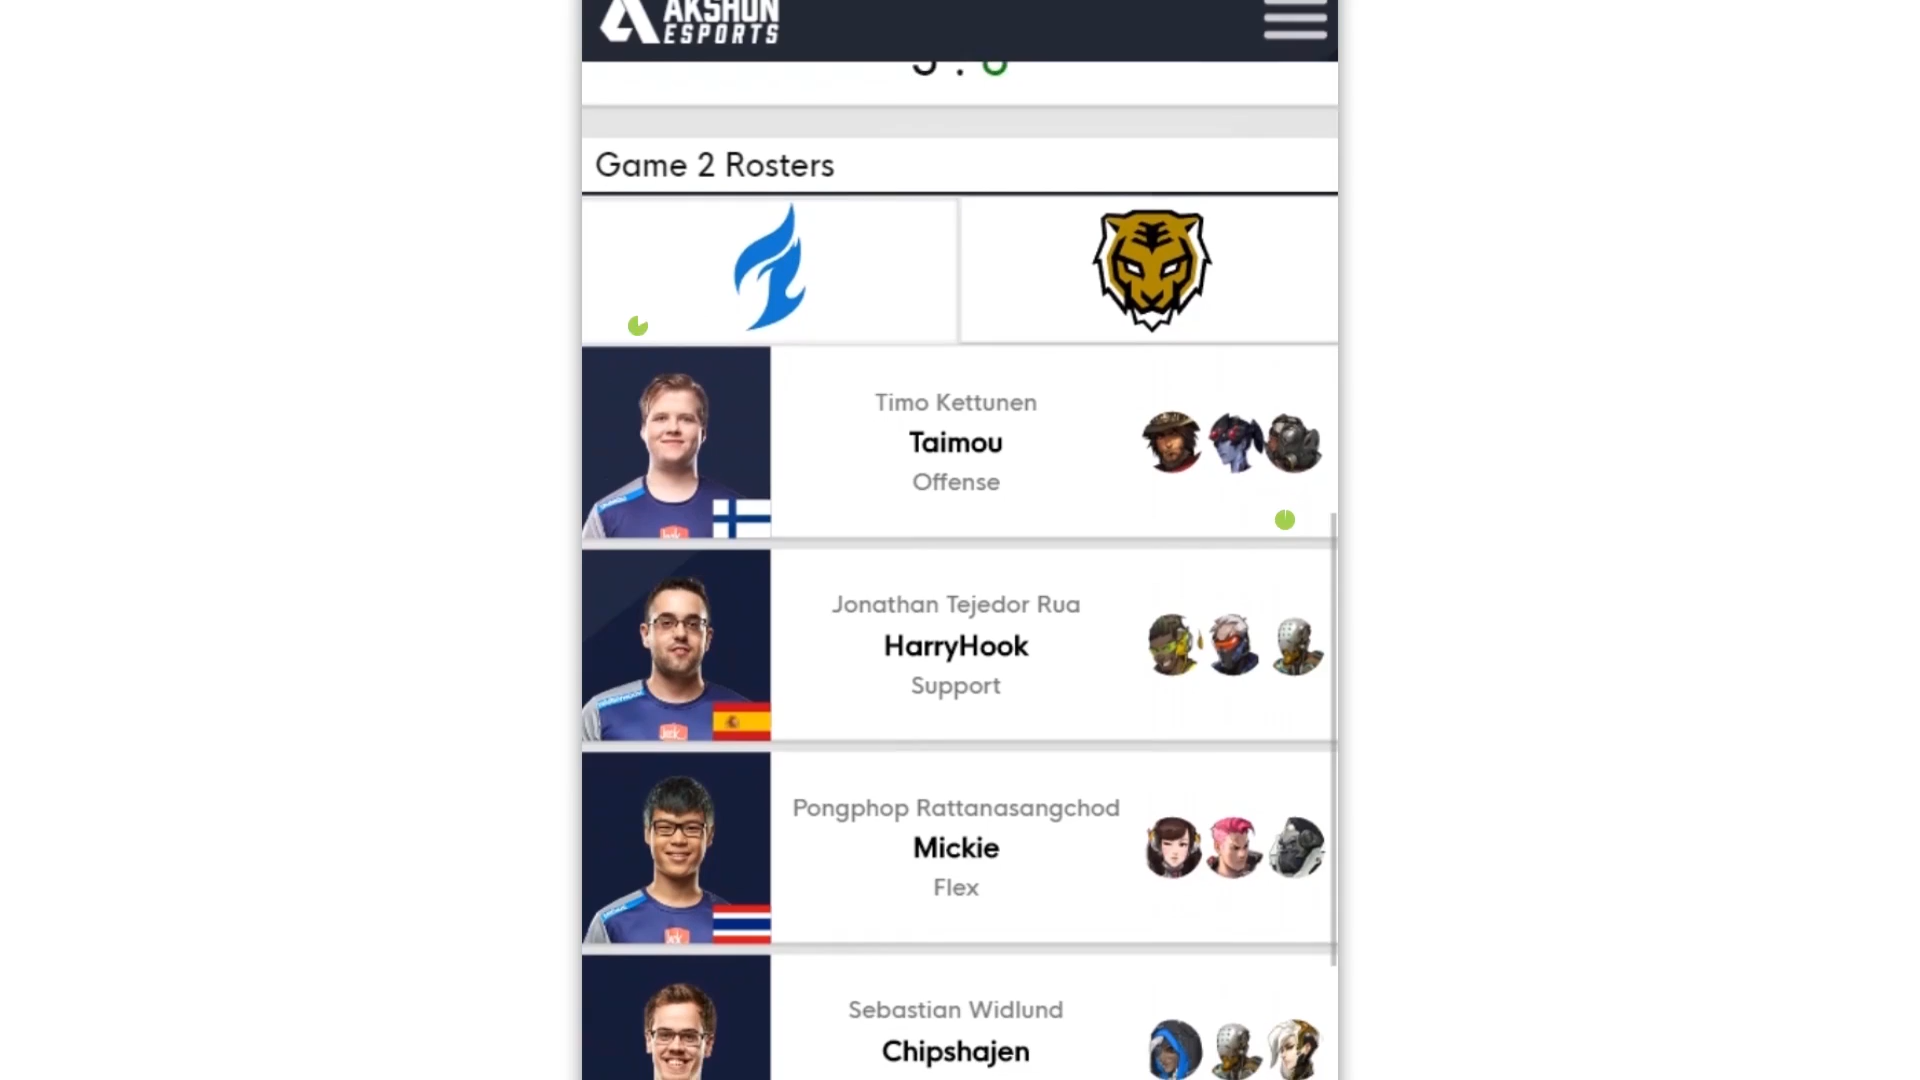 AKSHON
ESPORTS
Game 2 Rosters
Timo Kettunen
Taimou
Offense
Jonathan Tejedor Rua
HarryHook
Support
Pongphop Rattanasangchod
Mickie
Flex
Sebastian Widlund
Chipshajen